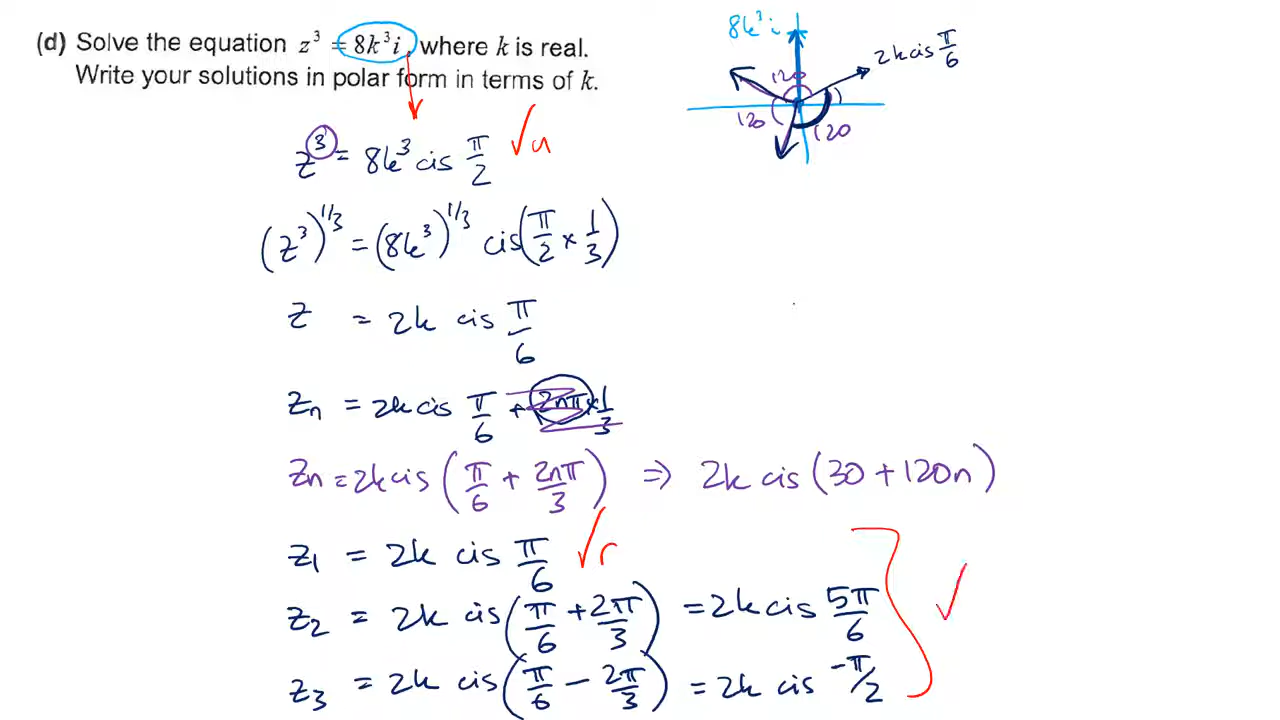 (d) Solve the equation z³ = 8k³i, where k is real.
Write your solutions in polar form in terms of k.
8k³i
2k cis π/6
120
120
120
z³ = 8k³ cis π/2 √a
(z³)^1/3 = (8k³)^1/3 cis(π/2 × 1/3)
z = 2k cis π/6
zn = 2k cis π/6 + 2nπ × 1/3
zn = 2k cis (π/6 + 2nπ/3) ⇒ 2k cis (30 + 120n)
z1 = 2k cis π/6 √r
z2 = 2k cis (π/6 + 2π/3) = 2k cis 5π/6 √
z3 = 2k cis (π/6 − 2π/3) = 2k cis −π/2